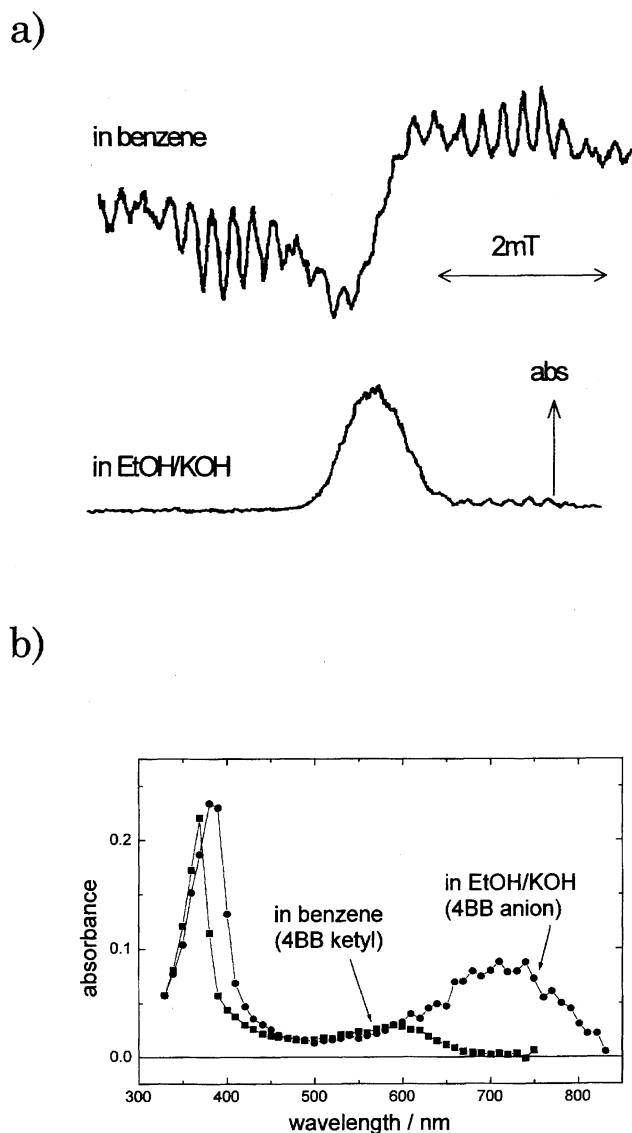 a)
in benzene
2mT
abs
in EtOH/KOH
b)
absorbance
0.2
0.1
0.0
in benzene
(4BB ketyl)
in EtOH/KOH
(4BB anion)
300 400 500 600 700 800
wavelength / nm